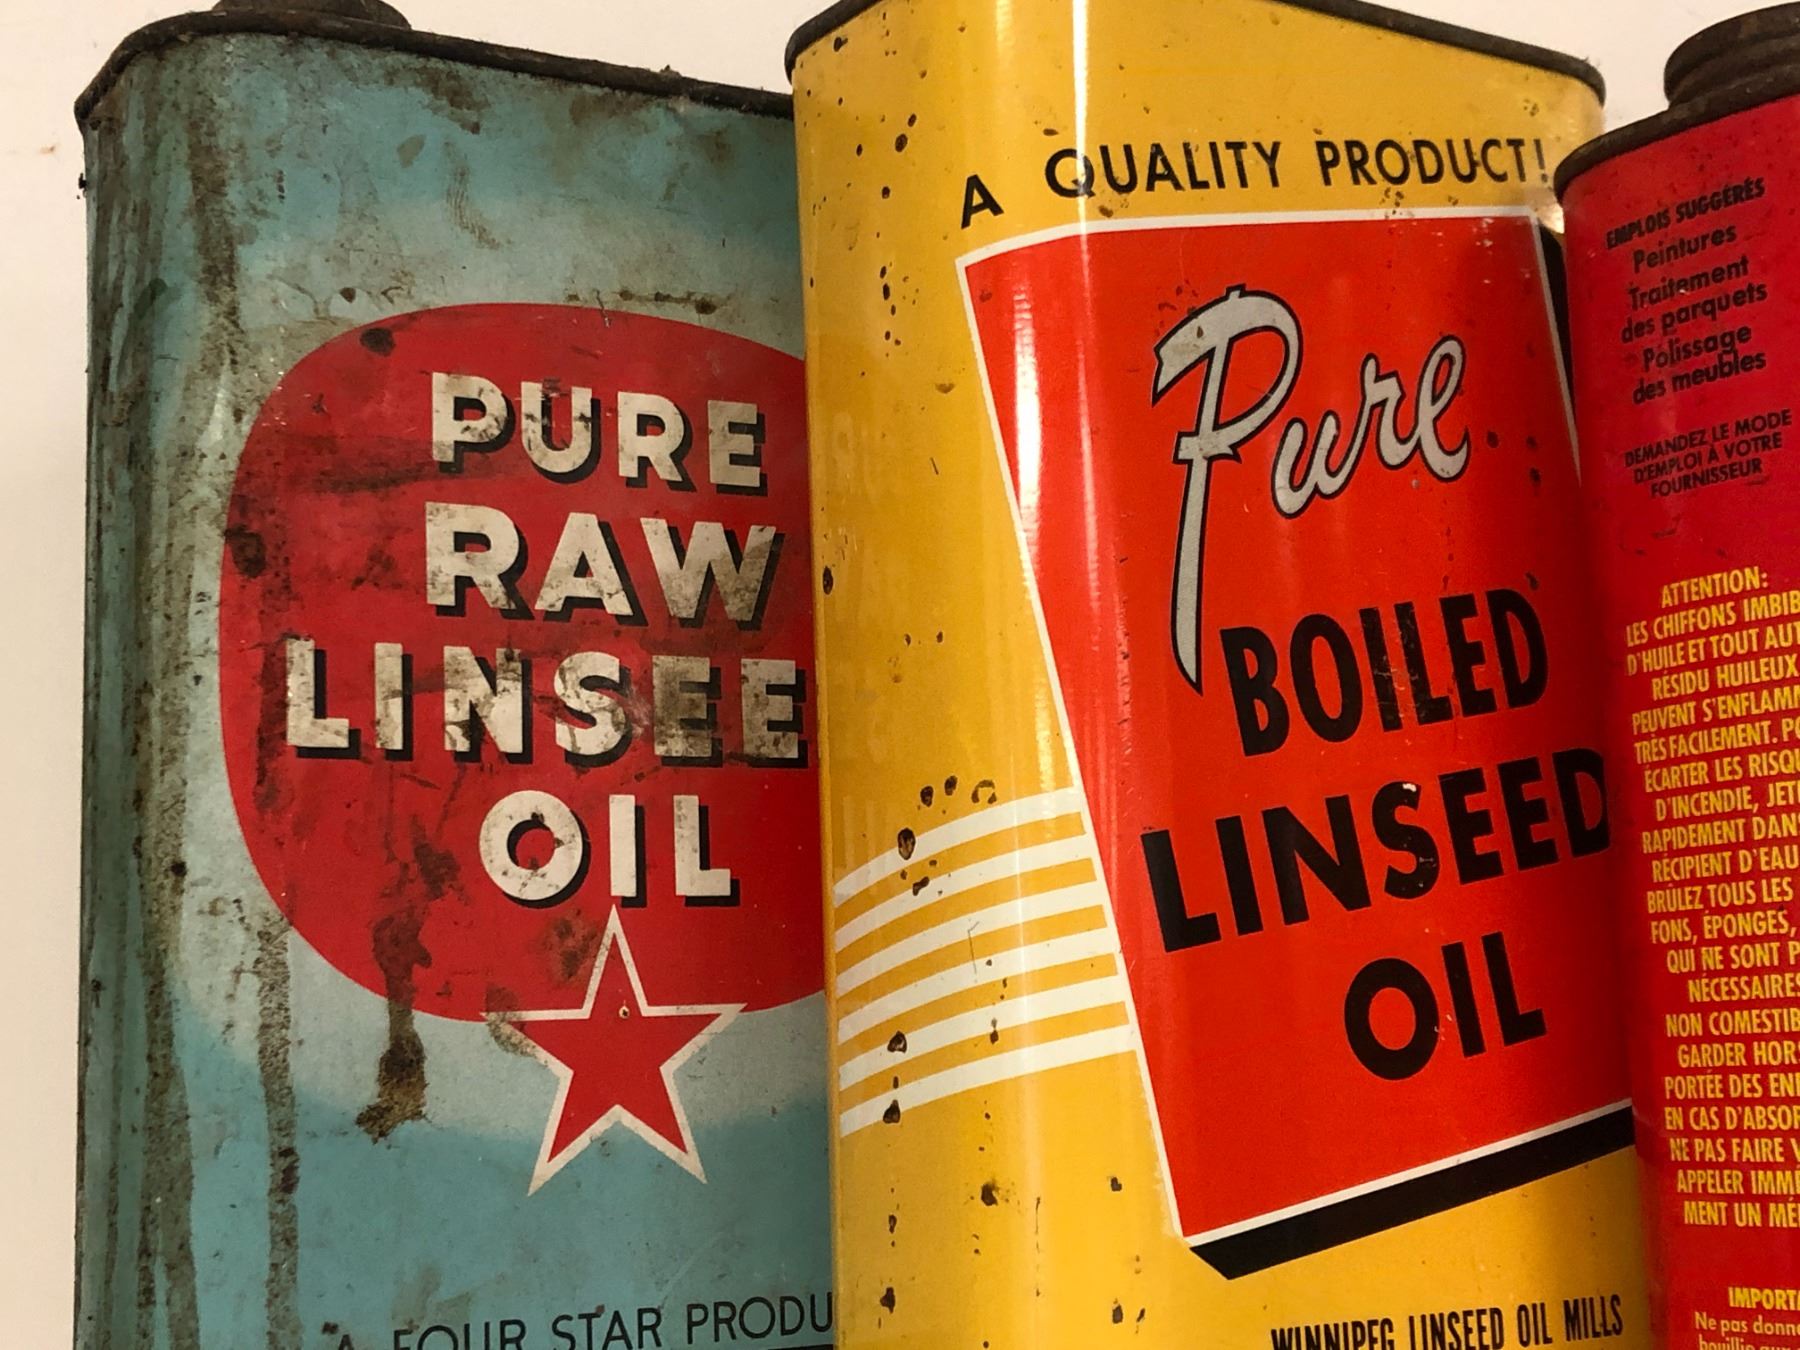 PURE
RAW
LINSEE
OIL
A FOUR STAR PRODU
A QUALITY PRODUCT!
Pure
BOILED
LINSEED
OIL
WINNIPEG LINSEED OIL MILLS
EMPLOIS SUGGÉRÉS
Peintures
Traitement
des parquets
Polissage
des meubles
DEMANDEZ LE MODE
D'EMPLOI À VOTRE
FOURNISSEUR
ATTENTION:
LES CHIFFONS IMBIB
D'HUILE ET TOUT AUT
RÉSIDU HUILEUX
PEUVENT S'ENFLAMM
TRÈS FACILEMENT. PO
ÉCARTER LES RISQU
D'INCENDIE, JET
RAPIDEMENT DANS
RÉCIPIENT D'EAU
BRÛLEZ TOUS LES
FONS, ÉPONGES,
QUI NE SONT P
NÉCESSAIRES
NON COMESTIB
GARDER HORS
PORTÉE DES EN
EN CAS D'ABSOR
NE PAS FAIRE V
APPELER IMMÉ
MENT UN MÉ
IMPORTA
Ne pas donne
bouillie aux